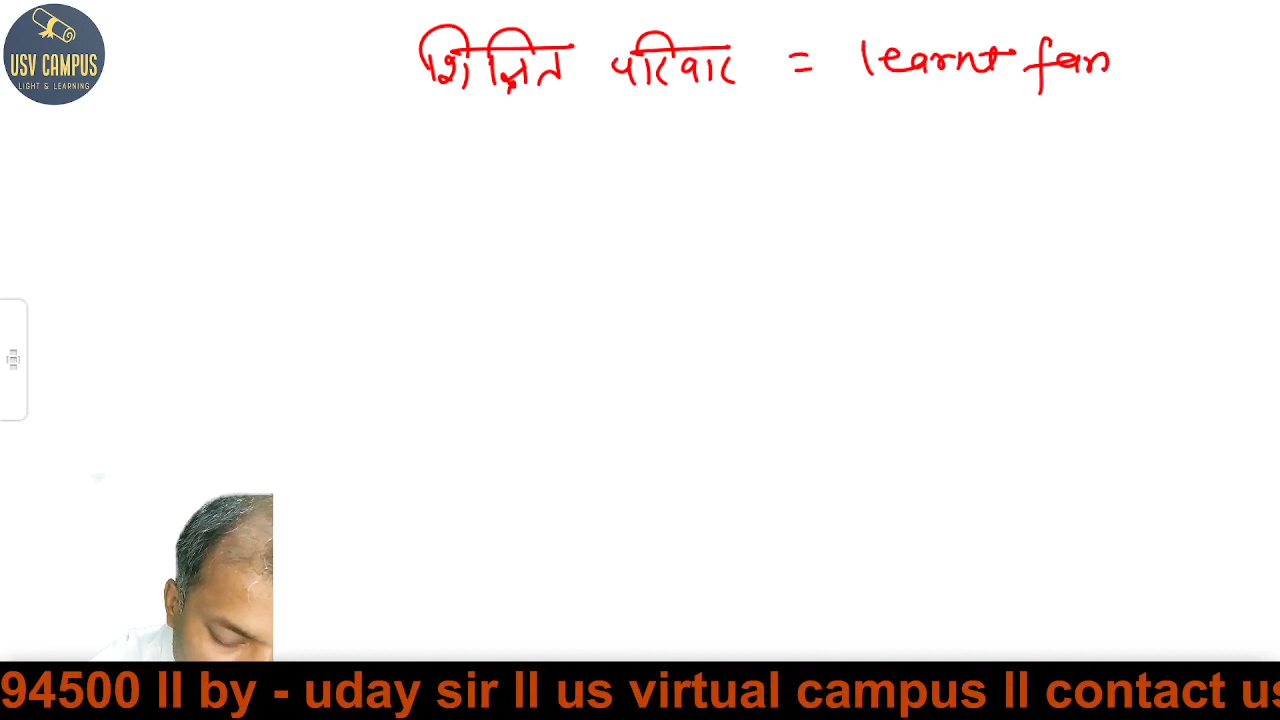 USV CAMPUS
LIGHT & LEARNING
शिक्षित परिवार = learnt fam
94500 ll by - uday sir ll us virtual campus ll contact us